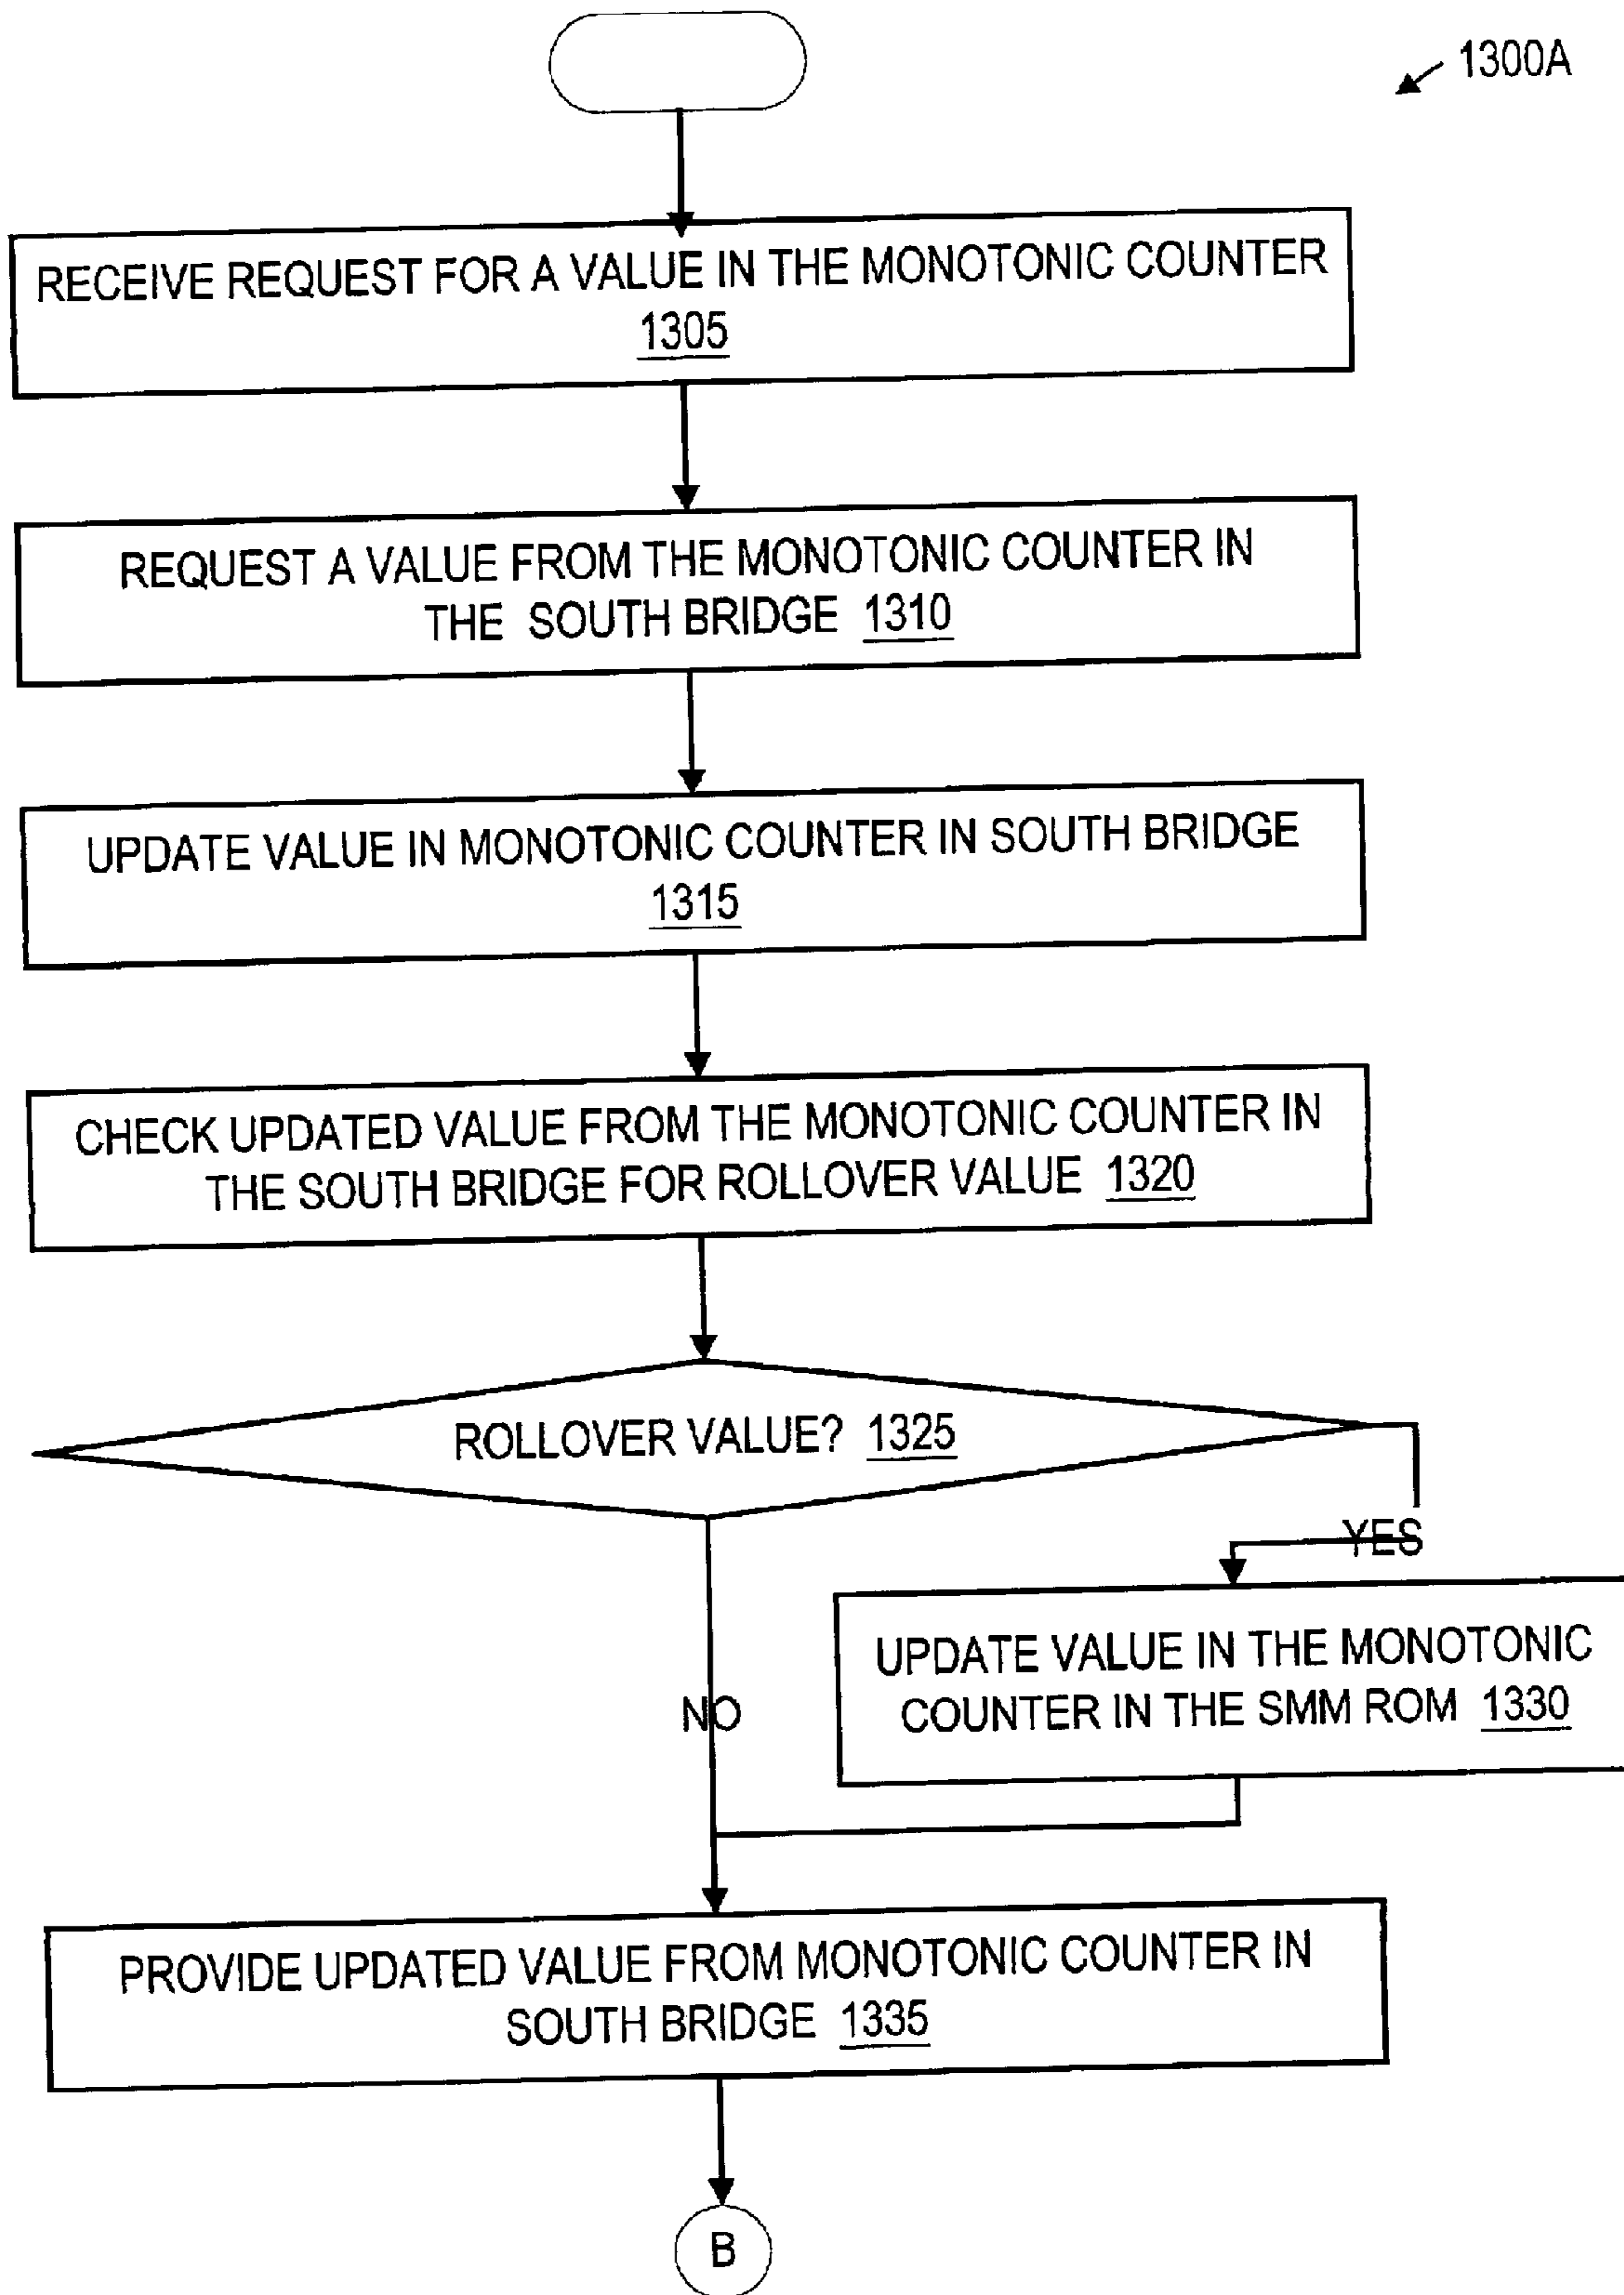 1300A
RECEIVE REQUEST FOR A VALUE IN THE MONOTONIC COUNTER
1305
REQUEST A VALUE FROM THE MONOTONIC COUNTER IN
THE SOUTH BRIDGE 1310
UPDATE VALUE IN MONOTONIC COUNTER IN SOUTH BRIDGE
1315
CHECK UPDATED VALUE FROM THE MONOTONIC COUNTER IN
THE SOUTH BRIDGE FOR ROLLOVER VALUE 1320
ROLLOVER VALUE? 1325
YES
UPDATE VALUE IN THE MONOTONIC
COUNTER IN THE SMM ROM 1330
NO
PROVIDE UPDATED VALUE FROM MONOTONIC COUNTER IN
SOUTH BRIDGE 1335
B